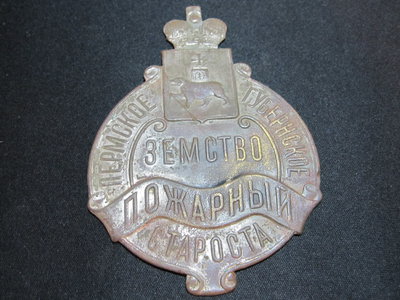 ПЕРМСКОЕ ГУБЕРНСКОЕ
ЗЕМСТВО
ПОЖАРНЫЙ
СТАРОСТА